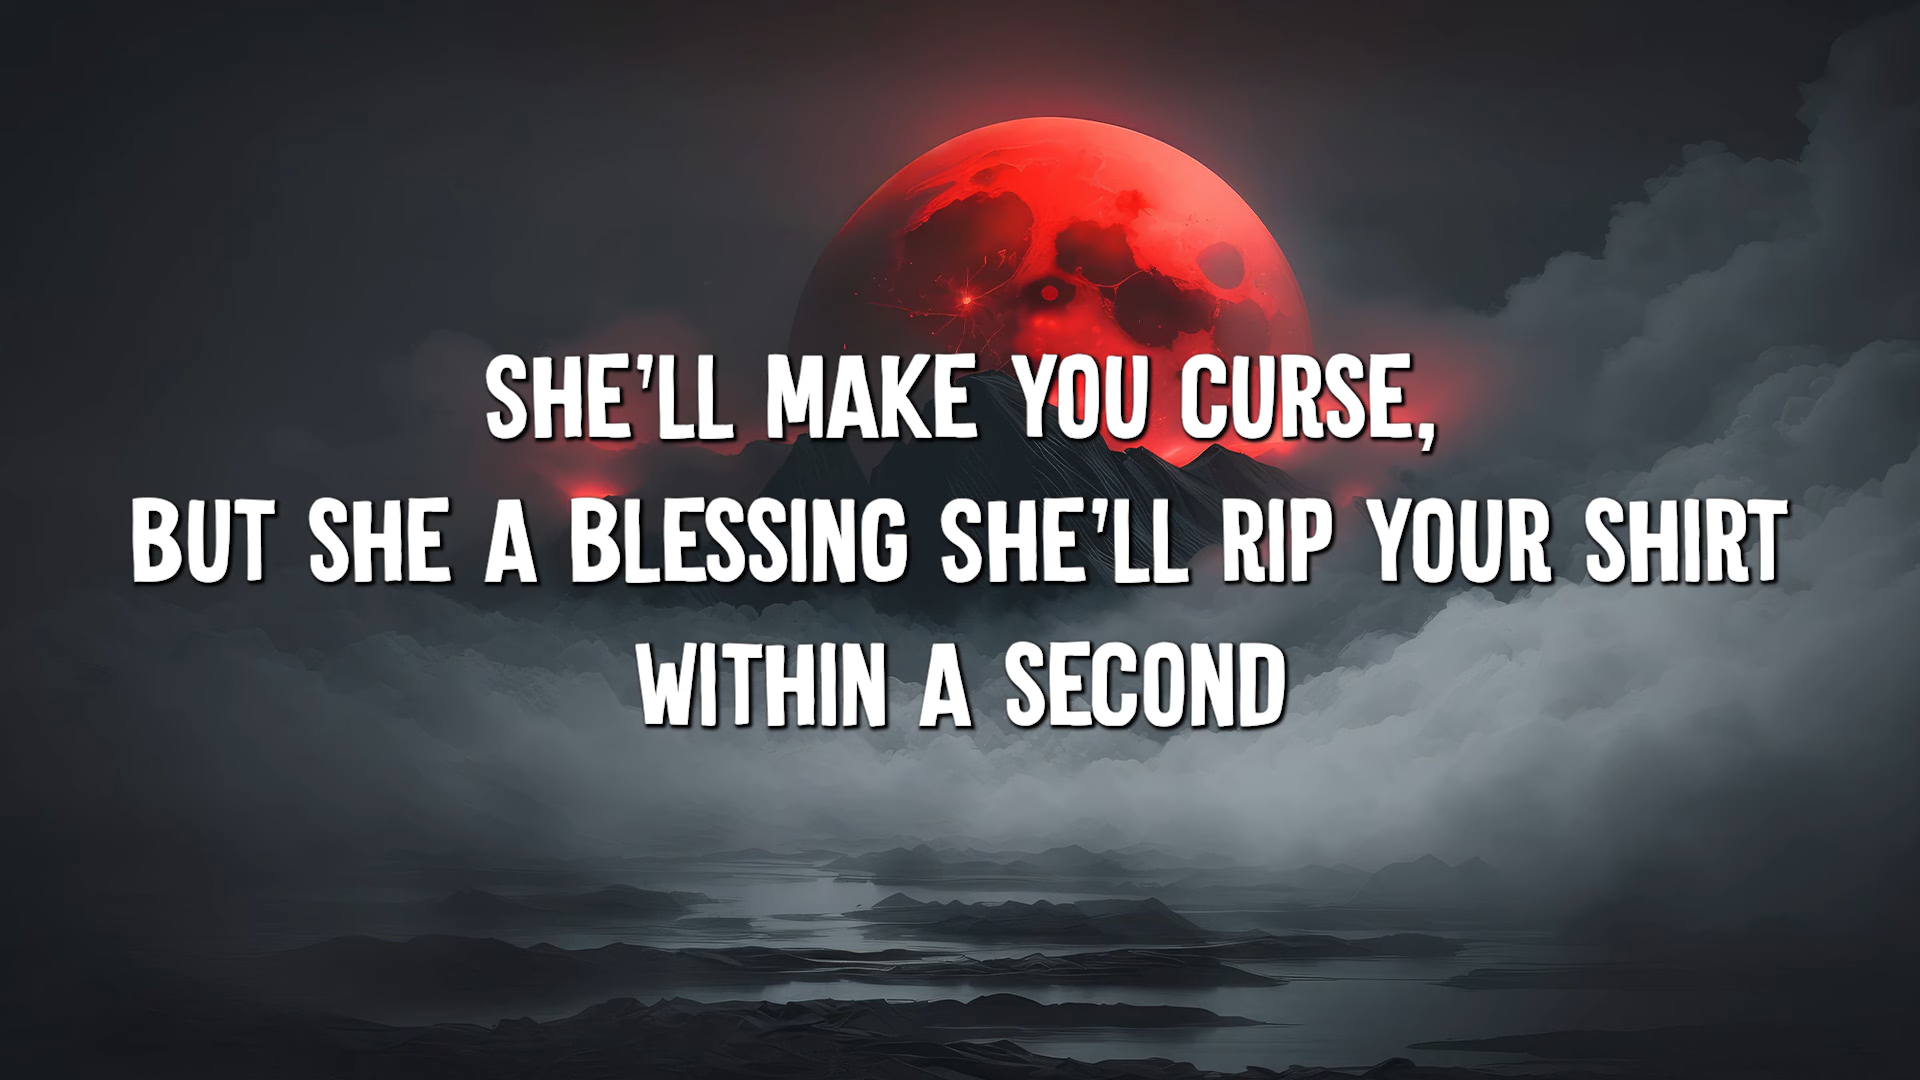 SHE'LL MAKE YOU CURSE,
BUT SHE A BLESSING SHE'LL RIP YOUR SHIRT
WITHIN A SECOND